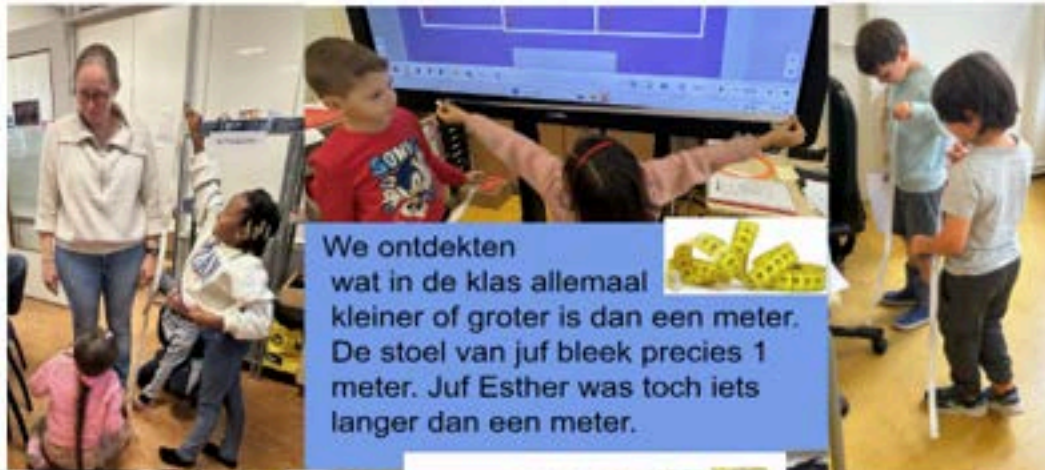 We ontdekten
wat in de klas allemaal
kleiner of groter is dan een meter.
De stoel van juf bleek precies 1
meter. Juf Esther was toch iets
langer dan een meter.